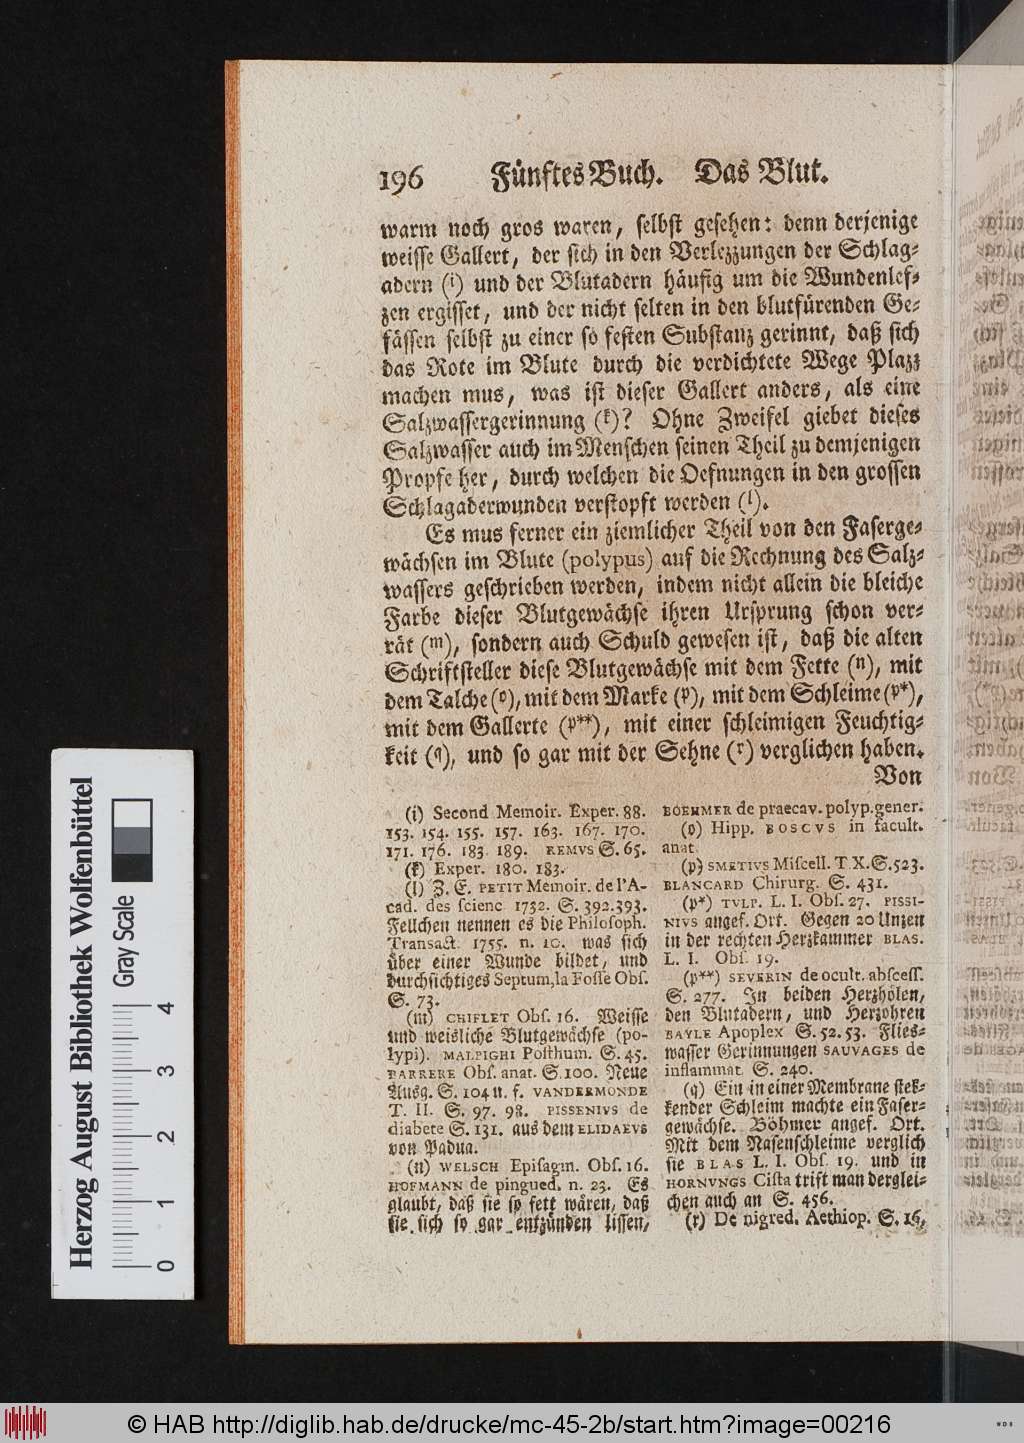 196 Fünftes Buch. Das Blut.
warm noch gros waren, selbst gesehen: denn derjenige
weisse Gallert, der sich in den Verlezzungen der Schlag-
adern (i) und der Blutadern häufig um die Wundenlef-
zen ergisset, und der nicht selten in den blutfürenden Ge-
fässen selbst zu einer so festen Substanz gerinnt, daß sich
das Rote im Blute durch die verdichtete Wege Plazz
machen mus, was ist dieser Gallert anders, als eine
Salzwassergerinnung (k)? Ohne Zweifel giebet dieses
Salzwasser auch im Menschen seinen Theil zu demjenigen
Propfe her, durch welchen die Oefnungen in den grossen
Schlagaderwunden verstopft werden (l).
Es mus ferner ein ziemlicher Theil von den Faserge-
wächsen im Blute (polypus) auf die Rechnung des Salz-
wassers geschrieben werden, indem nicht allein die bleiche
Farbe dieser Blutgewächse ihren Ursprung schon ver-
rät (m), sondern auch Schuld gewesen ist, daß die alten
Schriftsteller diese Blutgewächse mit dem Fette (n), mit
dem Talche (o), mit dem Marke (p), mit dem Schleime (p*),
mit dem Gallerte (p**), mit einer schleimigen Feuchtig-
keit (q), und so gar mit der Sehne (r) verglichen haben.
Von
(i) Second Memoir. Exper. 88.
153. 154. 155. 157. 163. 167. 170.
171. 176. 183. 189. REMVS S. 65.
(k) Exper. 180. 183.
(l) Z. E. PETIT Memoir. de l'A-
cad. des scienc. 1732. S. 392. 393.
Fellchen nennen es die Philosoph.
Transact. 1755. n. 10. was sich
über einer Wunde bildet, und
durchsichtiges Septum, la Fosse Obs.
S. 73.
(m) CHIFLET Obs. 16. Weisse
und weisliche Blutgewächse (po-
lypi). MALPIGHI Posthum. S. 45.
BARRERE Obs. anat. S. 100. Neue
Ausg. S. 104 u. f. VANDERMONDE
T. II. S. 97. 98. PISSENIVS de
diabete S. 131. aus dem ELIDAEVS
von Padua.
(n) WELSCH Episagm. Obs. 16.
HOFMANN de pingued. n. 23. Es
glaubt, daß sie so fett wären, daß
sie sich so gar entzünden liessen,
BOEHMER de praecav. polyp. gener.
(o) Hipp. BOSCVS in facult.
anat.
(p) SMETIVS Miscell. T X. S. 523.
BLANCARD Chirurg. S. 431.
(p*) TVLP. L. I. Obs. 27. PISSI-
NIVS angef. Ort. Gegen 20 Unzen
in der rechten Herzkammer BLAS.
L. I. Obs. 19.
(p**) SEVERIN de ocult. abscess.
S. 277. In beiden Herzhölen,
den Blutadern, und Herzohren
BAYLE Apoplex S. 52. 53. Flies-
wasser Gerinnungen SAUVAGES de
inflammat. S. 240.
(q) Ein in einer Membrane stek-
kender Schleim machte ein Faser-
gewächse. Böhmer angef. Ort.
Mit dem Nasenschleime verglich
sie BLAS L. I. Obs. 19. und in
HORNVNGS Cista trift man derglei-
chen auch an S. 456.
(r) De nigred. Aethiop. S. 16,
Herzog August Bibliothek Wolfenbüttel
Gray Scale
0 1 2 3 4
© HAB http://diglib.hab.de/drucke/mc-45-2b/start.htm?image=00216